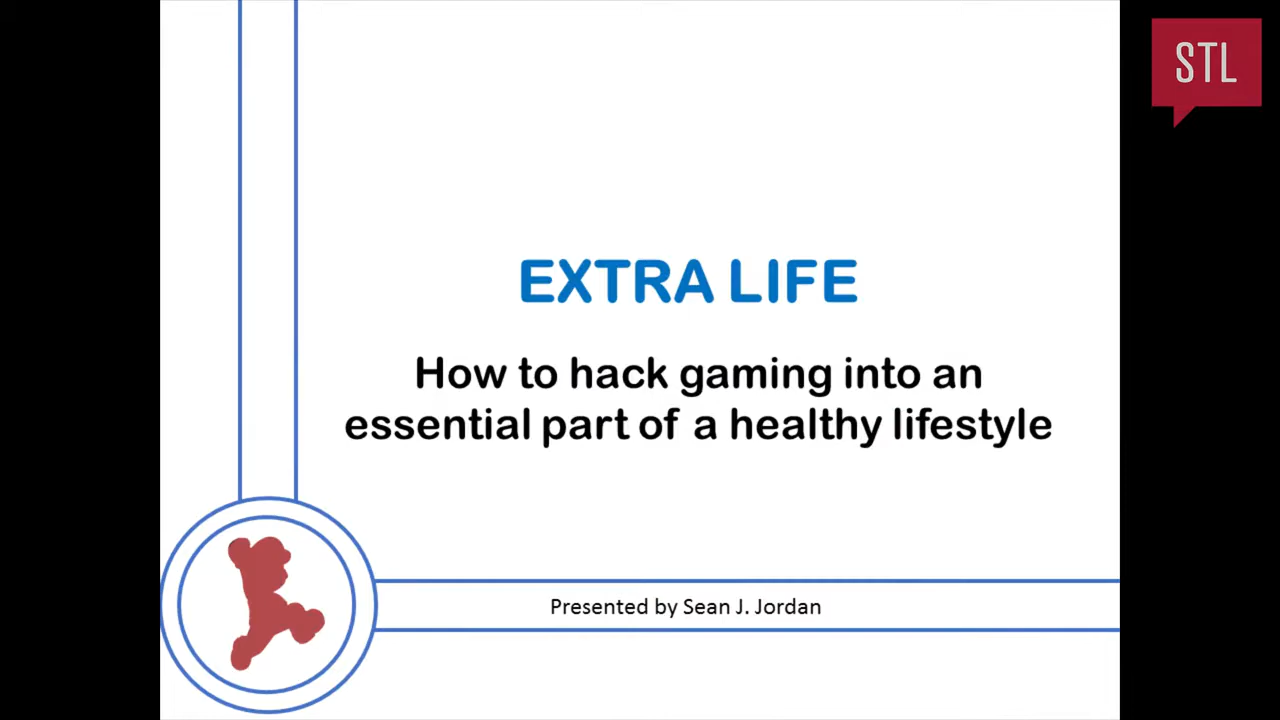 STL
EXTRA LIFE
How to hack gaming into an
essential part of a healthy lifestyle
Presented by Sean J. Jordan